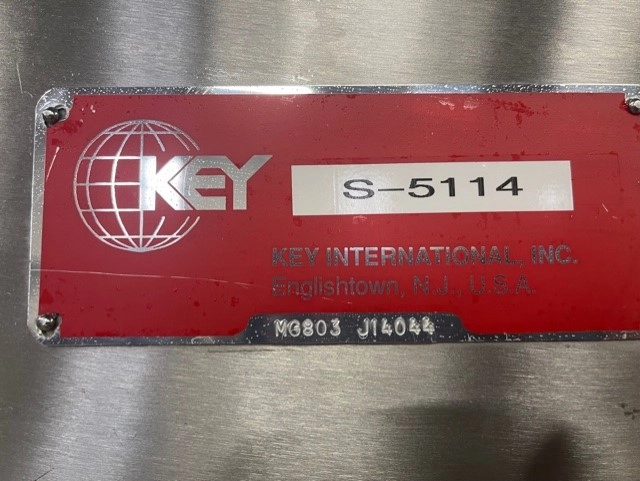 KEY
S-5114
KEY INTERNATIONAL, INC.
Englishtown, N.J., U.S.A.
MG803 J14044